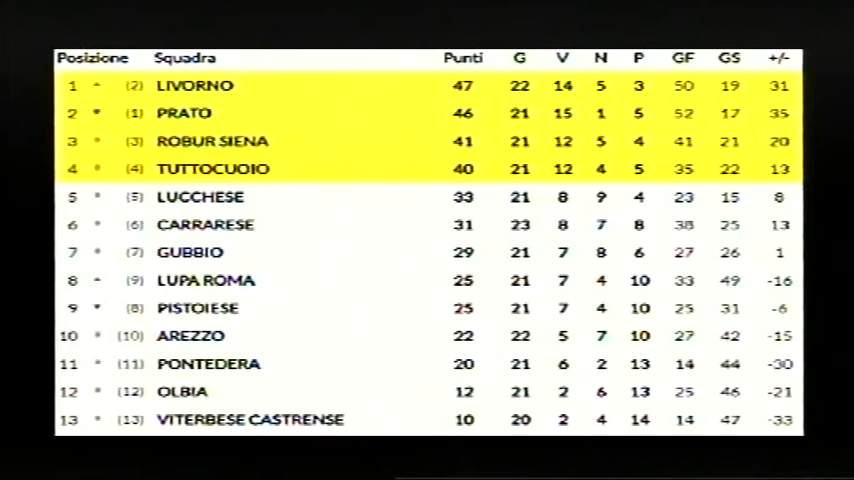 Posizione Squadra Punti G V N P GF GS +/-
1 (2) LIVORNO 47 22 14 5 3 50 19 31
2 (1) PRATO 46 21 15 1 5 52 17 35
3 (3) ROBUR SIENA 41 21 12 5 4 41 21 20
4 (4) TUTTOCUOIO 40 21 12 4 5 35 22 13
5 (5) LUCCHESE 33 21 8 9 4 23 15 8
6 (6) CARRARESE 31 23 8 7 8 38 25 13
7 (7) GUBBIO 29 21 7 8 6 27 26 1
8 (9) LUPA ROMA 25 21 7 4 10 33 49 -16
9 (8) PISTOIESE 25 21 7 4 10 25 31 -6
10 (10) AREZZO 22 22 5 7 10 27 42 -15
11 (11) PONTEDERA 20 21 6 2 13 14 44 -30
12 (12) OLBIA 12 21 2 6 13 25 46 -21
13 (13) VITERBESE CASTRENSE 10 20 2 4 14 14 47 -33